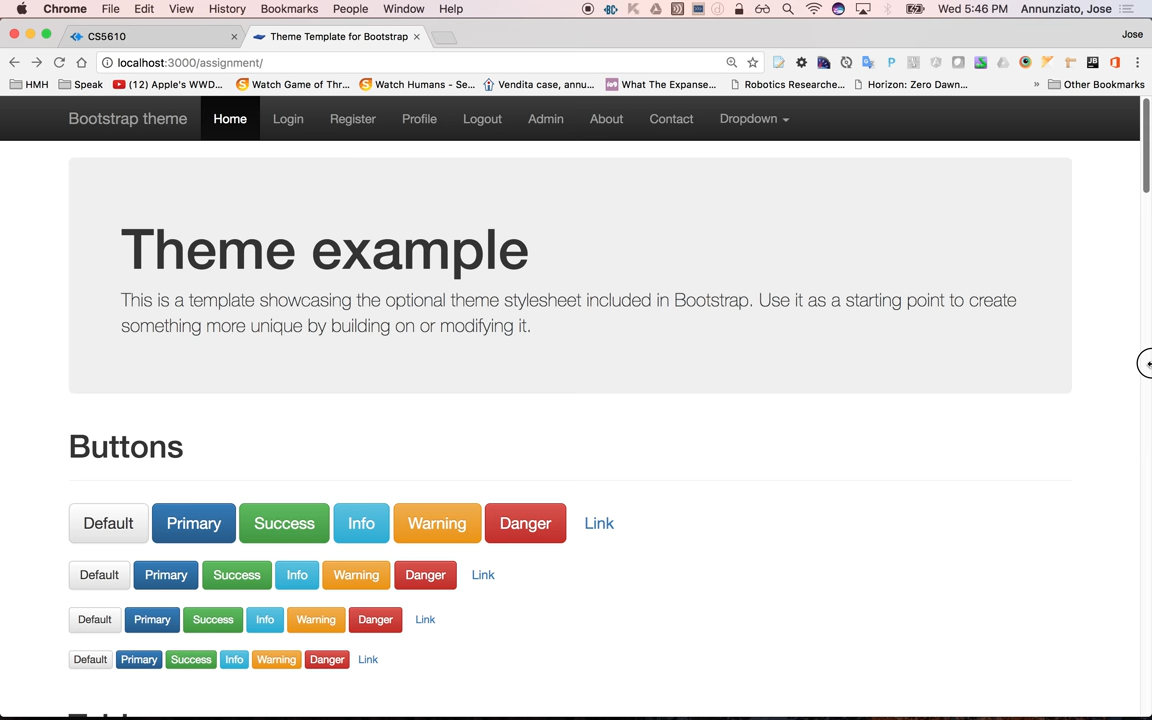 Chrome File Edit View History Bookmarks People Window Help Wed 5:46 PM Annunziato, Jose
CS5610 Theme Template for Bootstrap Jose
localhost:3000/assignment/
HMH Speak (12) Apple's WWD... Watch Game of Thr... Watch Humans - Se... Vendita case, annu... What The Expanse... Robotics Researche... Horizon: Zero Dawn... » Other Bookmarks
Bootstrap theme Home Login Register Profile Logout Admin About Contact Dropdown
Theme example
This is a template showcasing the optional theme stylesheet included in Bootstrap. Use it as a starting point to create
something more unique by building on or modifying it.
Buttons
Default Primary Success Info Warning Danger Link
Default Primary Success Info Warning Danger Link
Default Primary Success Info Warning Danger Link
Default Primary Success Info Warning Danger Link